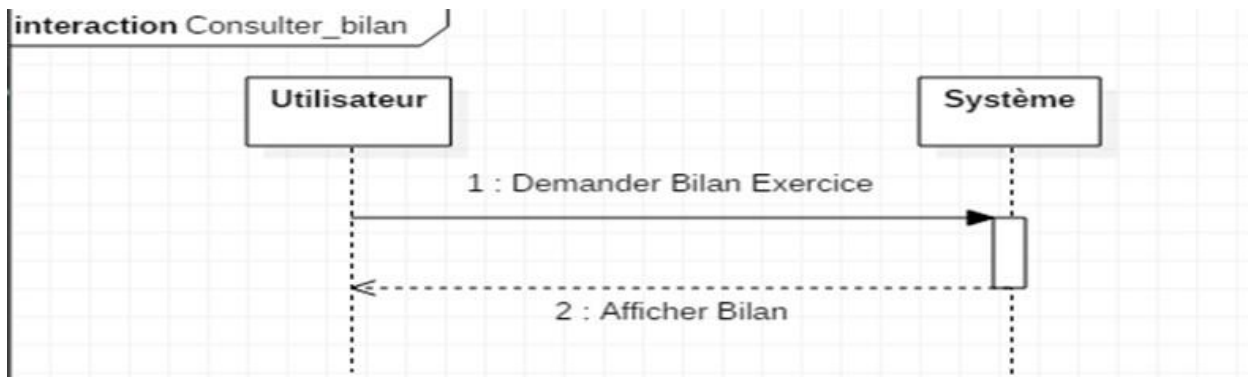 interaction Consulter_bilan
Utilisateur
Système
1 : Demander Bilan Exercice
2 : Afficher Bilan